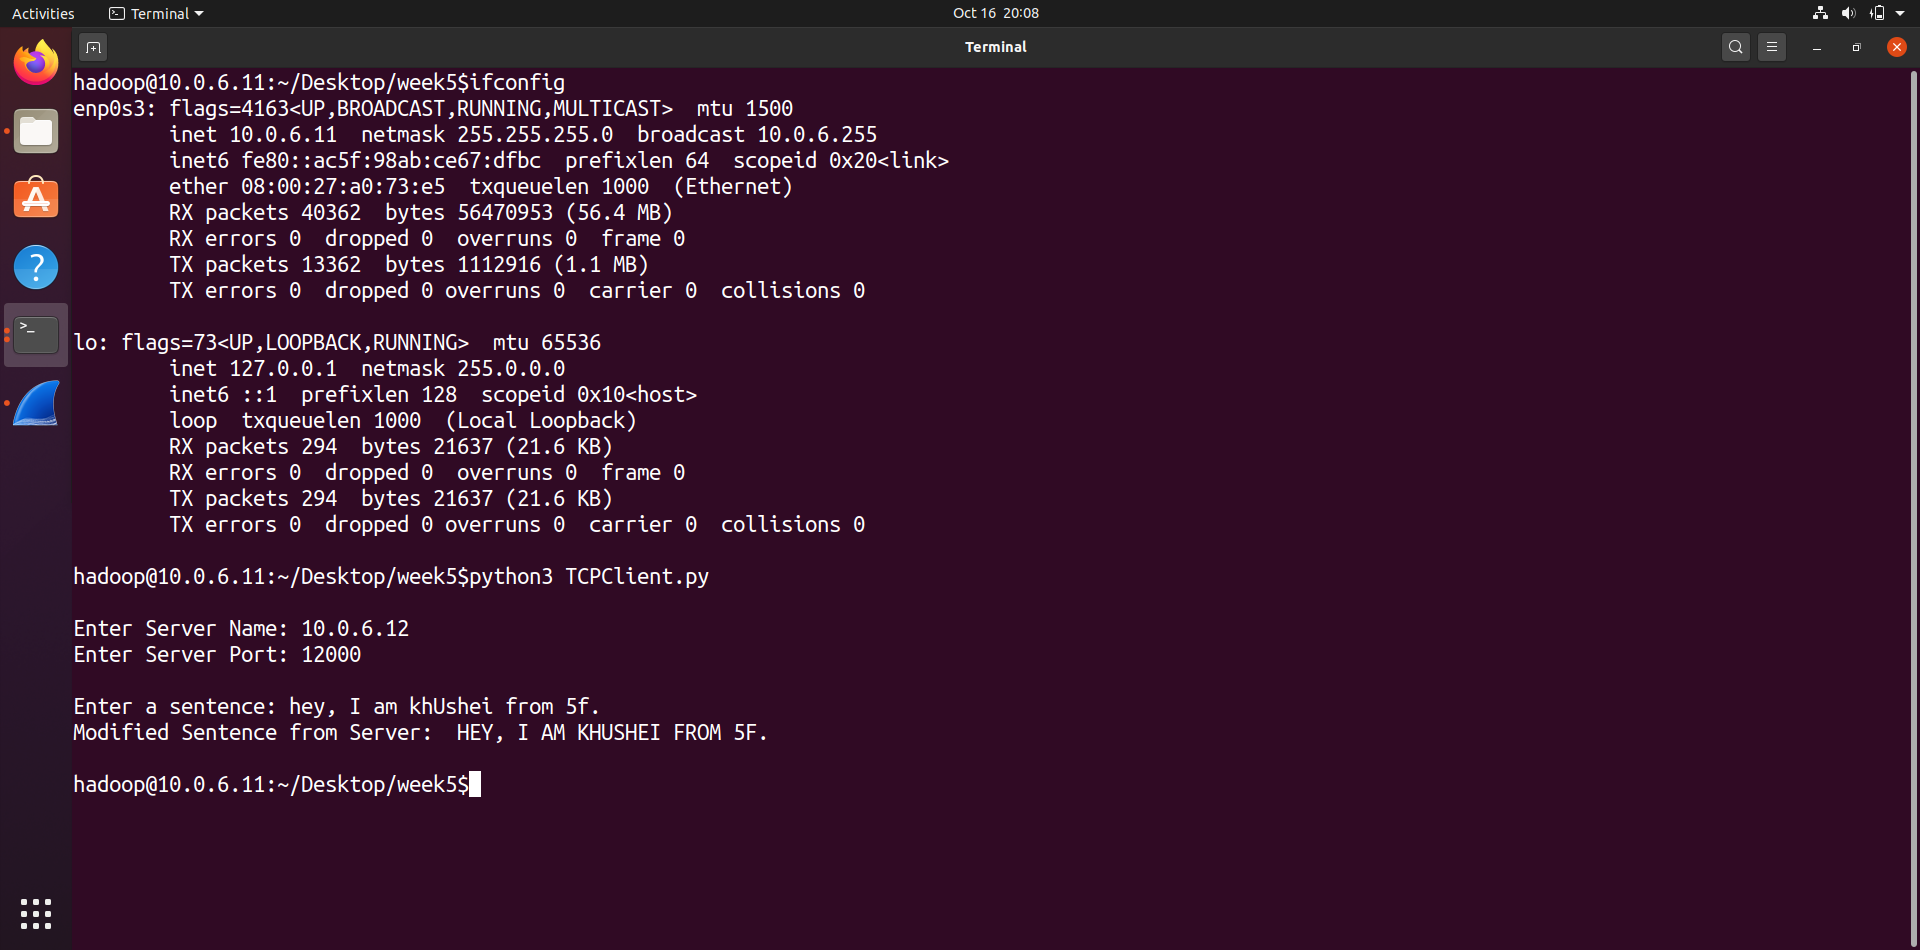 Activities
Terminal
Oct 16 20:08
Terminal
hadoop@10.0.6.11:~/Desktop/week5$ifconfig
enp0s3: flags=4163<UP,BROADCAST,RUNNING,MULTICAST>  mtu 1500
        inet 10.0.6.11  netmask 255.255.255.0  broadcast 10.0.6.255
        inet6 fe80::ac5f:98ab:ce67:dfbc  prefixlen 64  scopeid 0x20<link>
        ether 08:00:27:a0:73:e5  txqueuelen 1000  (Ethernet)
        RX packets 40362  bytes 56470953 (56.4 MB)
        RX errors 0  dropped 0  overruns 0  frame 0
        TX packets 13362  bytes 1112916 (1.1 MB)
        TX errors 0  dropped 0 overruns 0  carrier 0  collisions 0
lo: flags=73<UP,LOOPBACK,RUNNING>  mtu 65536
        inet 127.0.0.1  netmask 255.0.0.0
        inet6 ::1  prefixlen 128  scopeid 0x10<host>
        loop  txqueuelen 1000  (Local Loopback)
        RX packets 294  bytes 21637 (21.6 KB)
        RX errors 0  dropped 0  overruns 0  frame 0
        TX packets 294  bytes 21637 (21.6 KB)
        TX errors 0  dropped 0 overruns 0  carrier 0  collisions 0
hadoop@10.0.6.11:~/Desktop/week5$python3 TCPClient.py
Enter Server Name: 10.0.6.12
Enter Server Port: 12000
Enter a sentence: hey, I am khUshei from 5f.
Modified Sentence from Server:  HEY, I AM KHUSHEI FROM 5F.
hadoop@10.0.6.11:~/Desktop/week5$